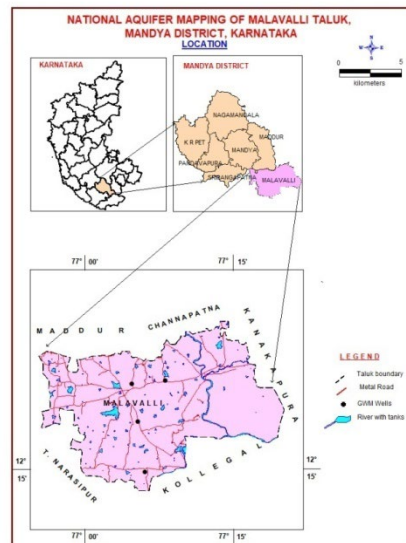 NATIONAL AQUIFER MAPPING OF MALAVALLI TALUK,
MANDYA DISTRICT, KARNATAKA
LOCATION
KARNATAKA
MANDYA DISTRICT
0 5
kilometers
NAGAMANGALA
MADDUR
K.R PET
MANDYA
PANDAVAPURA
SRIRANGAPATNA
MALAVALLI
77° 77°
00' 15'
MADDUR
CHANNAPATNA
KANAKAPURA
MALAVALLI
T. NARASIPUR
KOLLEGAL
LEGEND
Taluk boundary
Metal Road
GWM Wells
River with tanks
12° 12°
15' 15'
77° 77°
00' 15'